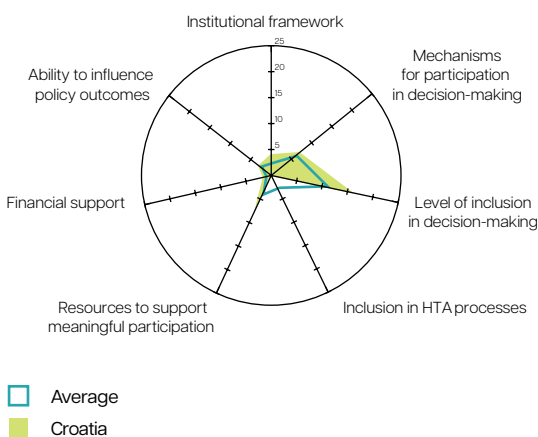 Institutional framework
25
20
15
10
5
Mechanisms
for participation
in decision-making
Level of inclusion
in decision-making
Inclusion in HTA processes
Resources to support
meaningful participation
Financial support
Ability to influence
policy outcomes
Average
Croatia